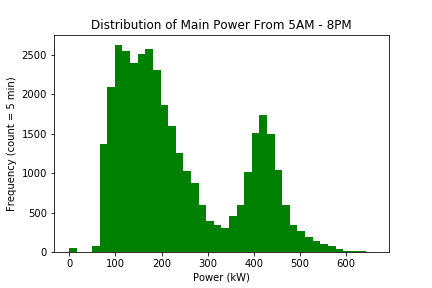 Distribution of Main Power From 5AM - 8PM
Frequency (count = 5 min)
2500
2000
1500
1000
500
0
0 100 200 300 400 500 600
Power (kW)